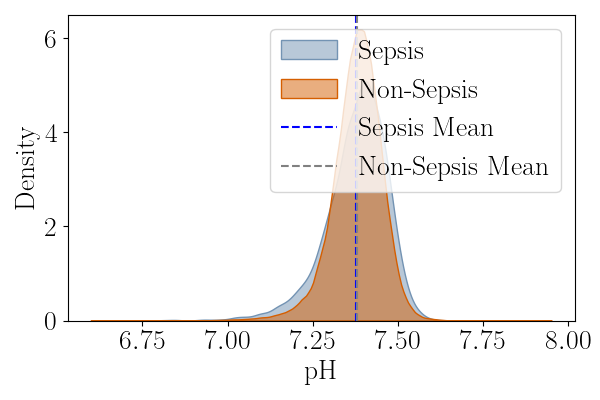 Sepsis
Non-Sepsis
Sepsis Mean
Non-Sepsis Mean
Density
6
4
2
0
6.75 7.00 7.25 7.50 7.75 8.00
pH